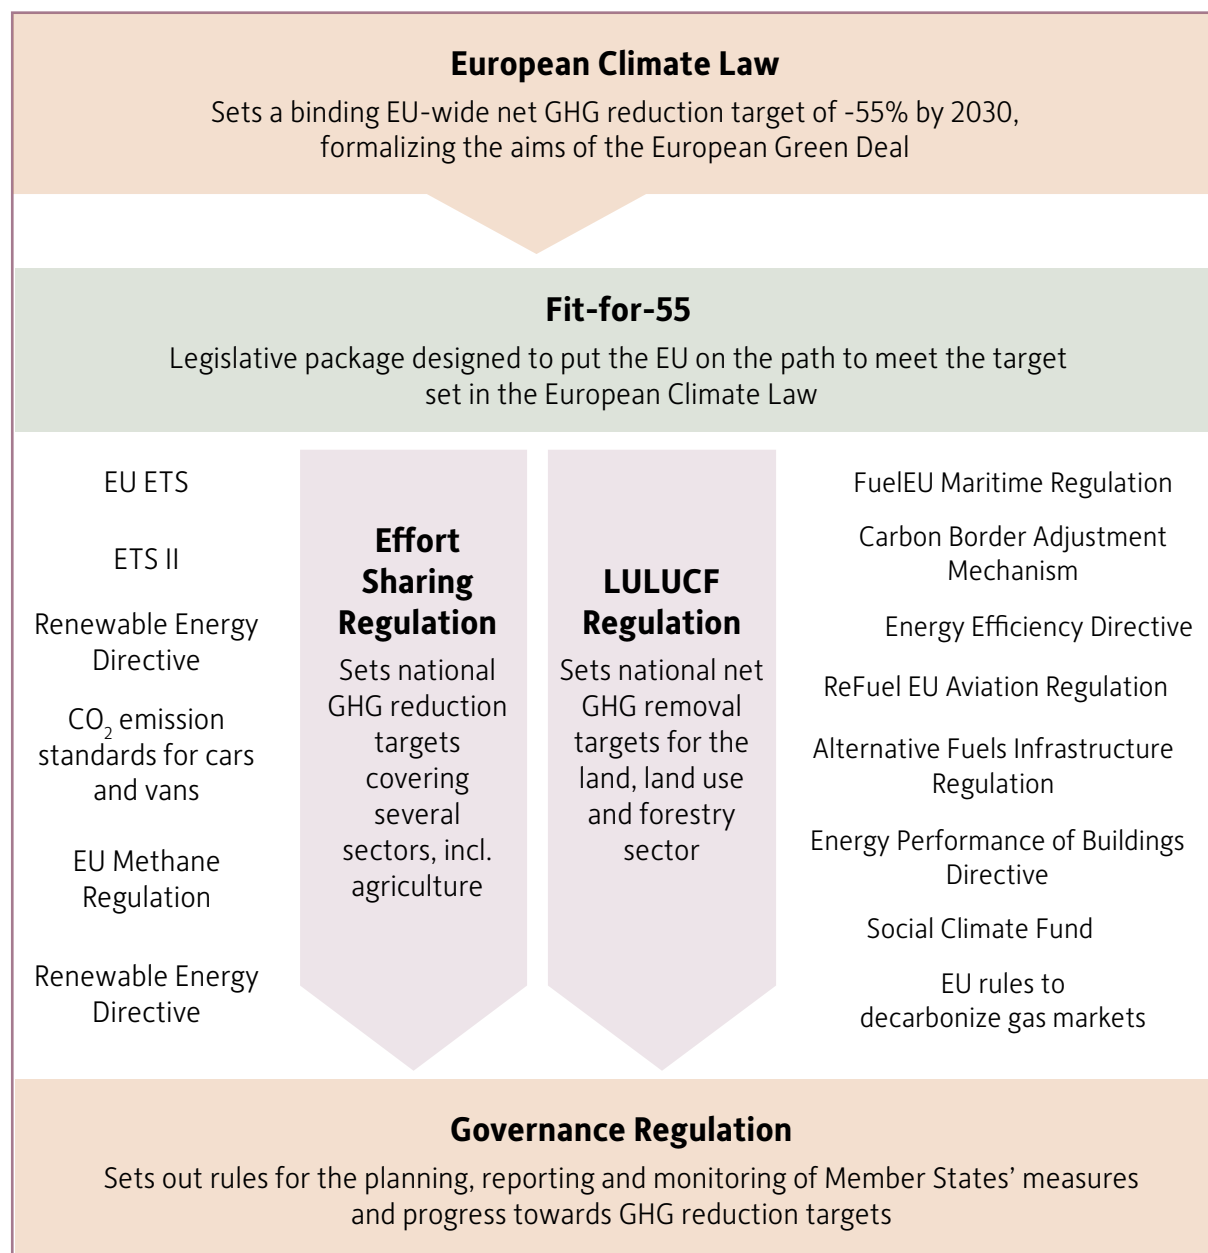 European Climate Law
Sets a binding EU-wide net GHG reduction target of -55% by 2030,
formalizing the aims of the European Green Deal
Fit-for-55
Legislative package designed to put the EU on the path to meet the target
set in the European Climate Law
EU ETS
ETS II
Renewable Energy
Directive
CO₂ emission
standards for cars
and vans
EU Methane
Regulation
Renewable Energy
Directive
Effort
Sharing
Regulation
Sets national
GHG reduction
targets
covering
several
sectors, incl.
agriculture
LULUCF
Regulation
Sets national net
GHG removal
targets for the
land, land use
and forestry
sector
FuelEU Maritime Regulation
Carbon Border Adjustment
Mechanism
Energy Efficiency Directive
ReFuel EU Aviation Regulation
Alternative Fuels Infrastructure
Regulation
Energy Performance of Buildings
Directive
Social Climate Fund
EU rules to
decarbonize gas markets
Governance Regulation
Sets out rules for the planning, reporting and monitoring of Member States’ measures
and progress towards GHG reduction targets